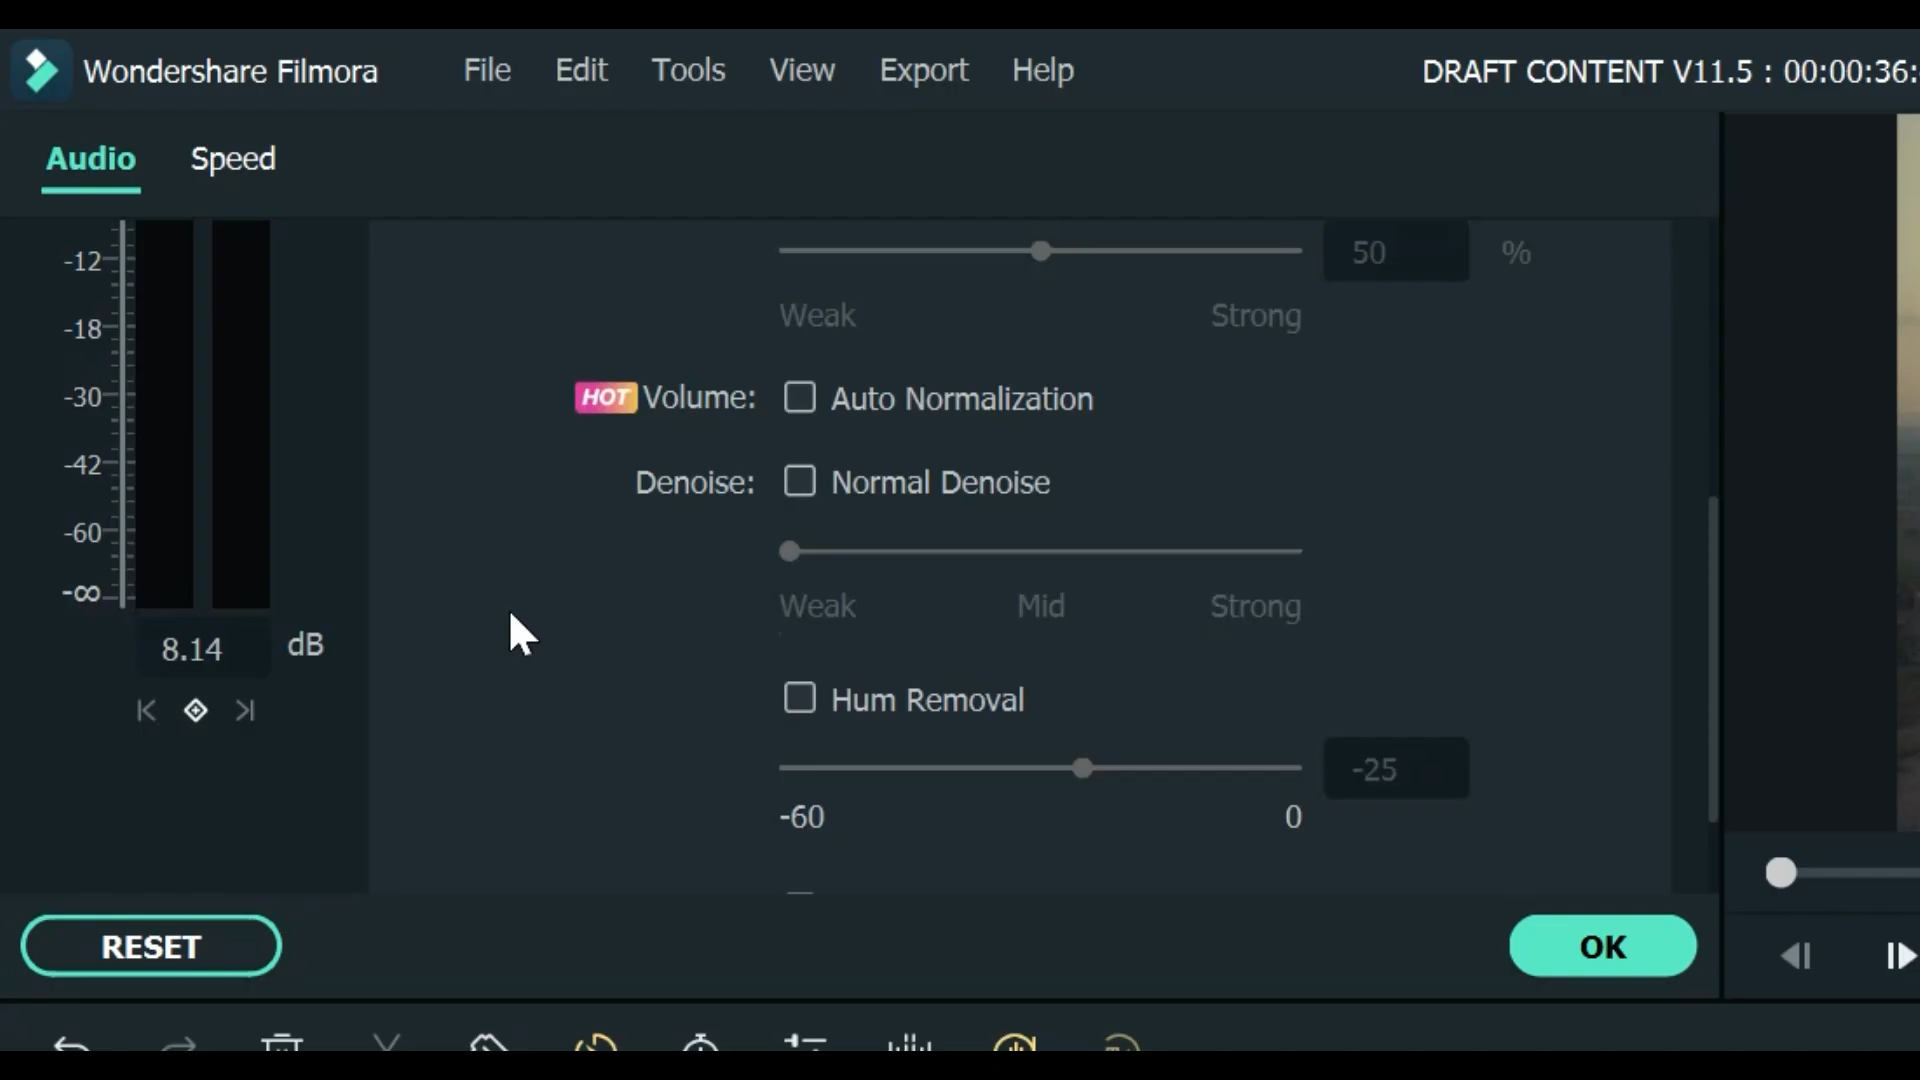 Wondershare Filmora File Edit Tools View Export Help DRAFT CONTENT V11.5 : 00:00:36:
Audio Speed
-12 50 %
Weak Strong
-18
-30 HOT Volume: Auto Normalization
-42 Denoise: Normal Denoise
-60
-∞ Weak Mid Strong
8.14 dB
Hum Removal
-25
-60 0
RESET OK